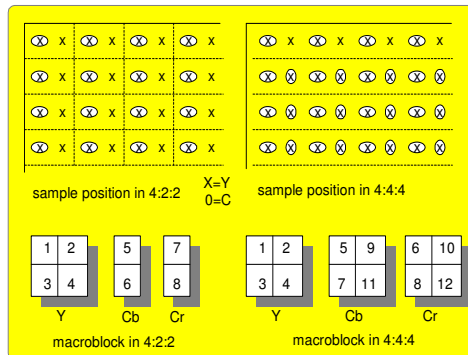 X x X x X x X x
X x X x X x X x
X x X x X x X x
X x X x X x X x
sample position in 4:2:2
X=Y
0=C
X x X x X x X x
X X X X X X X X
X X X X X X X X
X X X X X X X X
sample position in 4:4:4
1 2
3 4
Y
5
6
Cb
7
8
Cr
macroblock in 4:2:2
1 2
3 4
Y
5 9
7 11
Cb
6 10
8 12
Cr
macroblock in 4:4:4